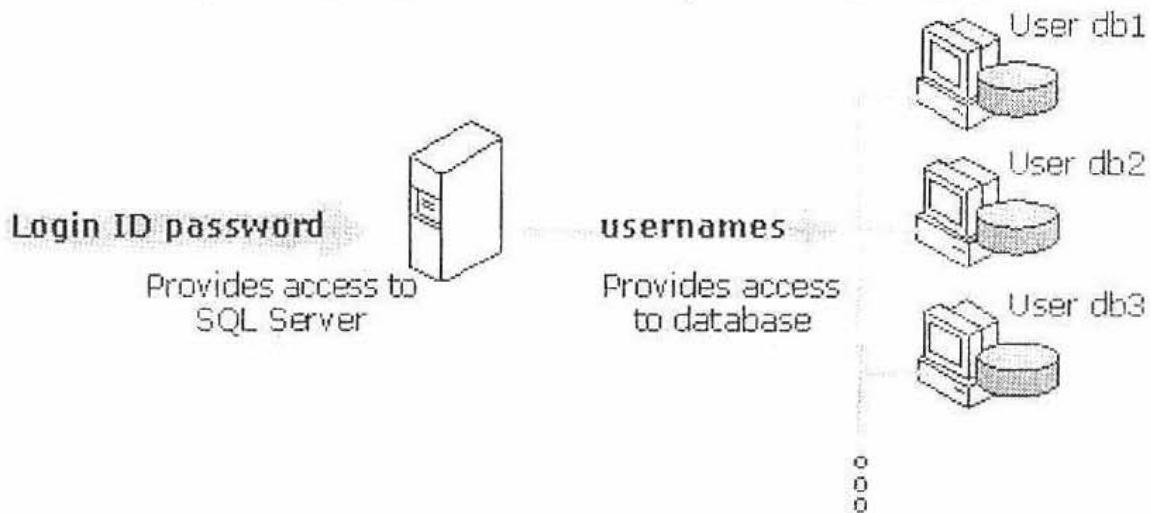 User db1
User db2
Login ID password
usernames
Provides access to
SQL Server
Provides access
to database
User db3